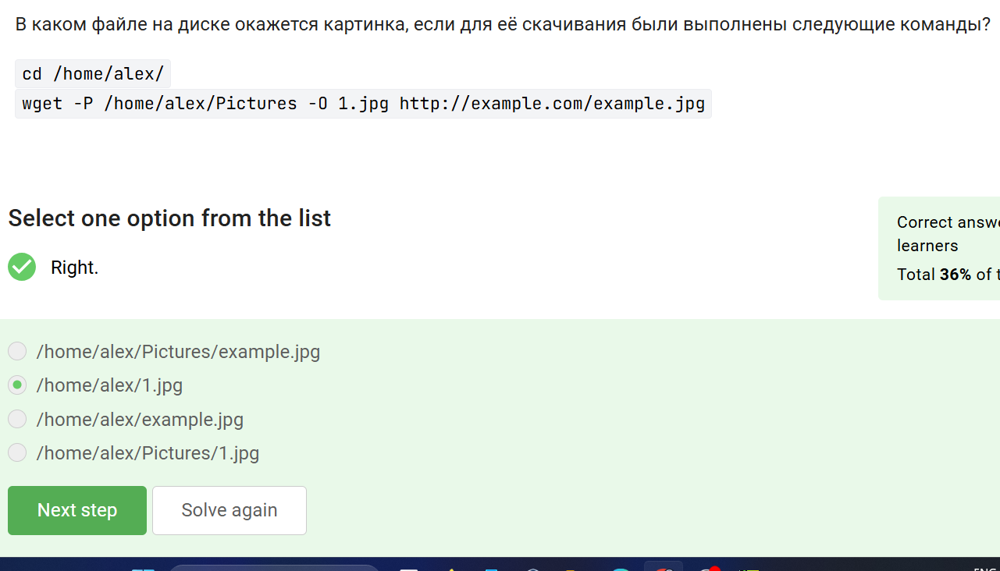 В каком файле на диске окажется картинка, если для её скачивания были выполнены следующие команды?
cd /home/alex/
wget -P /home/alex/Pictures -O 1.jpg http://example.com/example.jpg
Select one option from the list
Right.
Correct answe
learners
Total 36% of t
/home/alex/Pictures/example.jpg
/home/alex/1.jpg
/home/alex/example.jpg
/home/alex/Pictures/1.jpg
Next step
Solve again